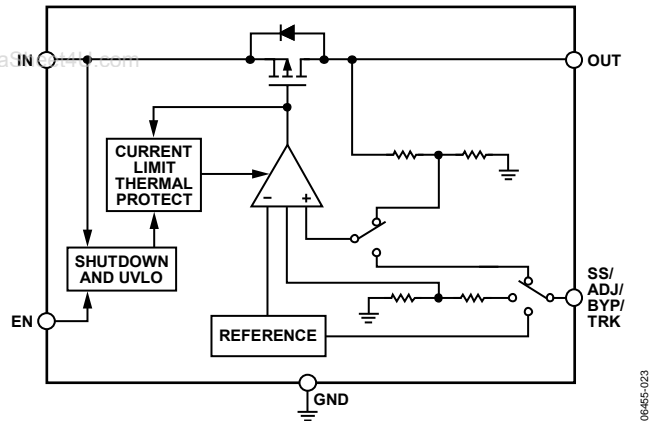 IN
OUT
CURRENT
LIMIT
THERMAL
PROTECT
–
+
SHUTDOWN
AND UVLO
SS/
ADJ/
BYP/
TRK
EN
REFERENCE
GND
06455-023